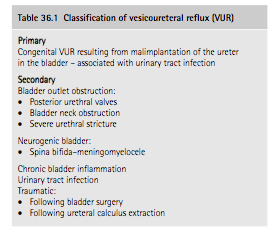 Table 36.1 Classification of vesicoureteral reflux (VUR)
Primary
Congenital VUR resulting from malimplantation of the ureter
in the bladder – associated with urinary tract infection
Secondary
Bladder outlet obstruction:
• Posterior urethral valves
• Bladder neck obstruction
• Severe urethral stricture
Neurogenic bladder:
• Spina bifida–meningomyelocele
Chronic bladder inflammation
Urinary tract infection
Traumatic:
• Following bladder surgery
• Following ureteral calculus extraction